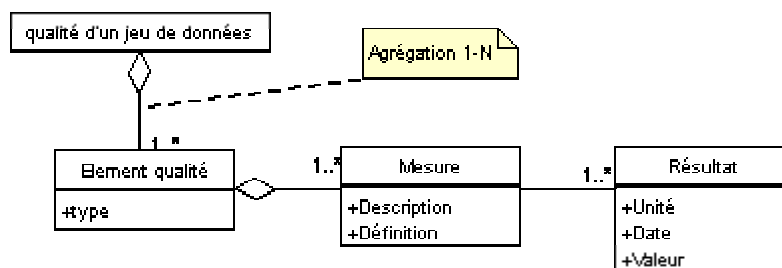 qualité d'un jeu de données
Agrégation 1-N
1..*
Element qualité
+type
1..*
Mesure
+Description
+Définition
1..*
Résultat
+Unité
+Date
+Valeur